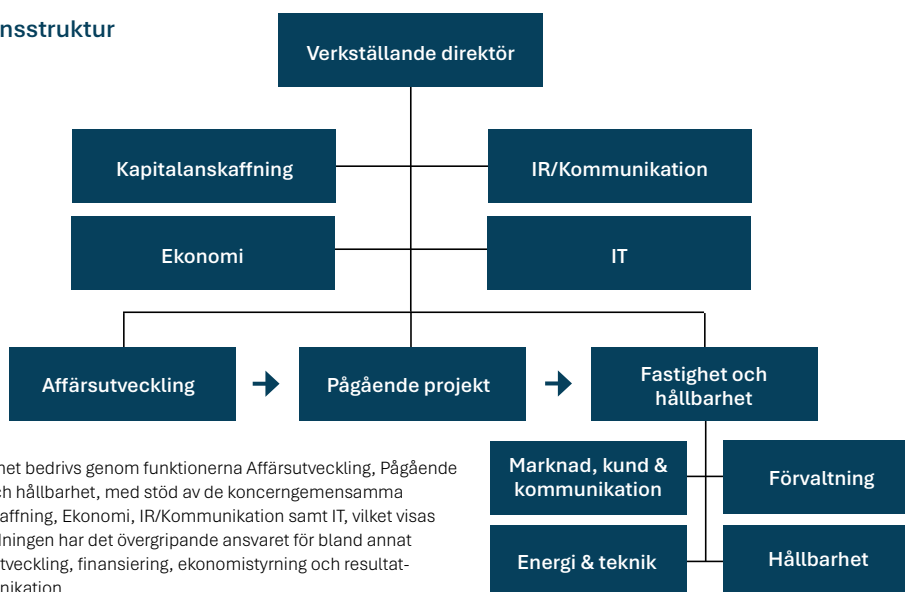 nsstruktur
Verkställande direktör
Kapitalanskaffning
IR/Kommunikation
Ekonomi
IT
Affärsutveckling
Pågående projekt
Fastighet och
hållbarhet
het bedrivs genom funktionerna Affärsutveckling, Pågående
ch hållbarhet, med stöd av de koncerngemensamma
affning, Ekonomi, IR/Kommunikation samt IT, vilket visas
dningen har det övergripande ansvaret för bland annat
tveckling, finansiering, ekonomistyrning och resultat-
nikation
Marknad, kund &
kommunikation
Förvaltning
Energi & teknik
Hållbarhet